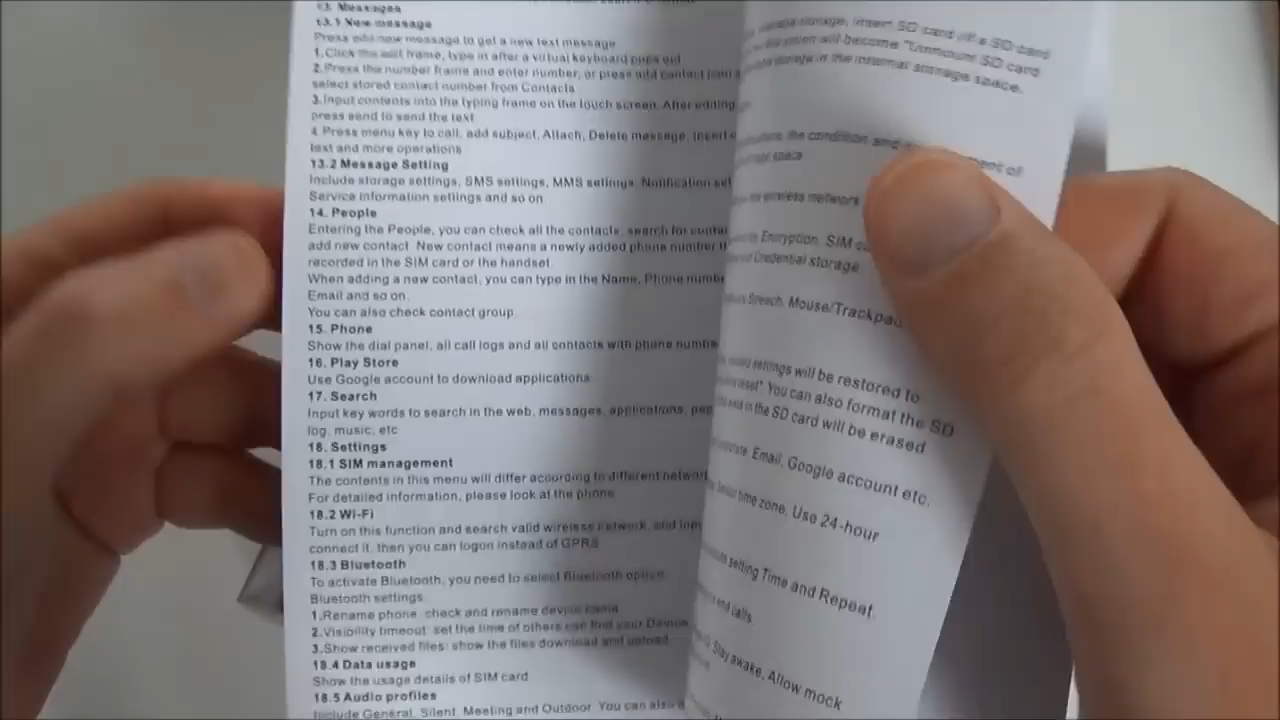 13. Messages
13.1 New message
Press edit new message to get a new text message
1.Click the edit frame, type in after a virtual keyboard pops out
2.Press the number frame and enter number, or press add contact icon
select stored contact number from Contacts
3.Input contents into the typing frame on the touch screen. After editing
press send to send the text
4.Press menu key to call, add subject, Attach, Delete message, Insert
text and more operations
13.2 Message Setting
Include storage settings, SMS settings, MMS settings, Notification
Service information settings and so on
14. People
Entering the People, you can check all the contacts, search for
add new contact. New contact means a newly added phone number
recorded in the SIM card or the handset.
When adding a new contact, you can type in the Name, Phone
Email and so on.
You can also check contact group.
15. Phone
Show the dial panel, all call logs and all contacts with phone
16. Play Store
Use Google account to download applications
17. Search
Input key words to search in the web, messages, applications,
log, music, etc
18. Settings
18.1 SIM management
The contents in this menu will differ according to different
For detailed information, please look at the phone
18.2 Wi-Fi
Turn on this function and search valid wireless network, and
connect it, then you can logon instead of GPRS
18.3 Bluetooth
To activate Bluetooth, you need to select Bluetooth option.
Bluetooth settings
1.Rename phone: check and rename device name
2.Visibility timeout: set the time of others can find your Device
3.Show received files: show the files download and upload
18.4 Data usage
Show the usage details of SIM card
18.5 Audio profiles
Include General, Silent, Meeting and Outdoor. You can also
storage, insert SD card (if a SD card
will become "Unmount SD card
storage in the internal storage space.
the condition and
space
wireless network
Encryption, SIM
Credential storage
Speech, Mouse/Trackpad
settings will be restored to
reset" You can also format the SD
in the SD card will be erased
Email, Google account etc.
time zone, Use 24-hour
setting Time and Repeat.
and calls
Stay awake, Allow mock